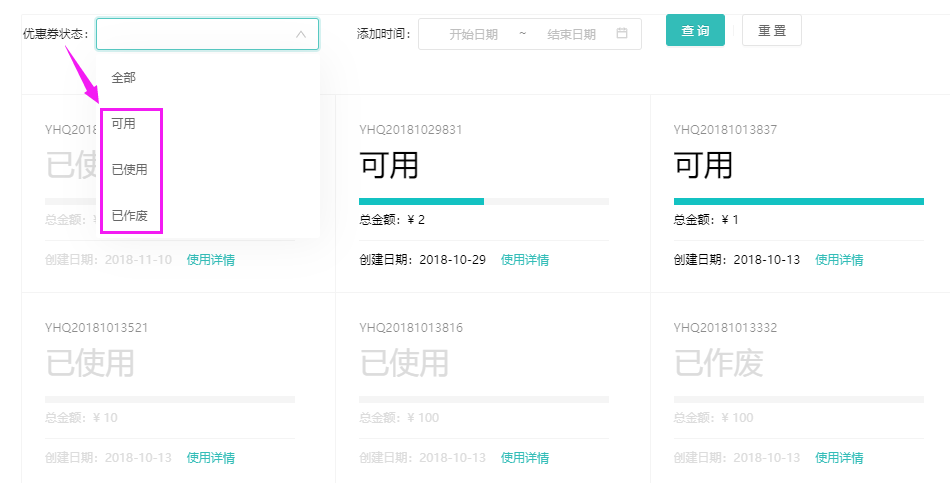 优惠券状态：
添加时间： 开始日期 ~ 结束日期 查询 重置
全部
可用
已使用
已作废
YHQ2018
已使
总金额：¥
创建日期：2018-11-10 使用详情
YHQ20181029831
可用
总金额：¥ 2
创建日期：2018-10-29 使用详情
YHQ20181013837
可用
总金额：¥ 1
创建日期：2018-10-13 使用详情
YHQ20181013521
已使用
总金额：¥ 10
创建日期：2018-10-13 使用详情
YHQ20181013816
已使用
总金额：¥ 100
创建日期：2018-10-13 使用详情
YHQ20181013332
已作废
总金额：¥ 100
创建日期：2018-10-13 使用详情